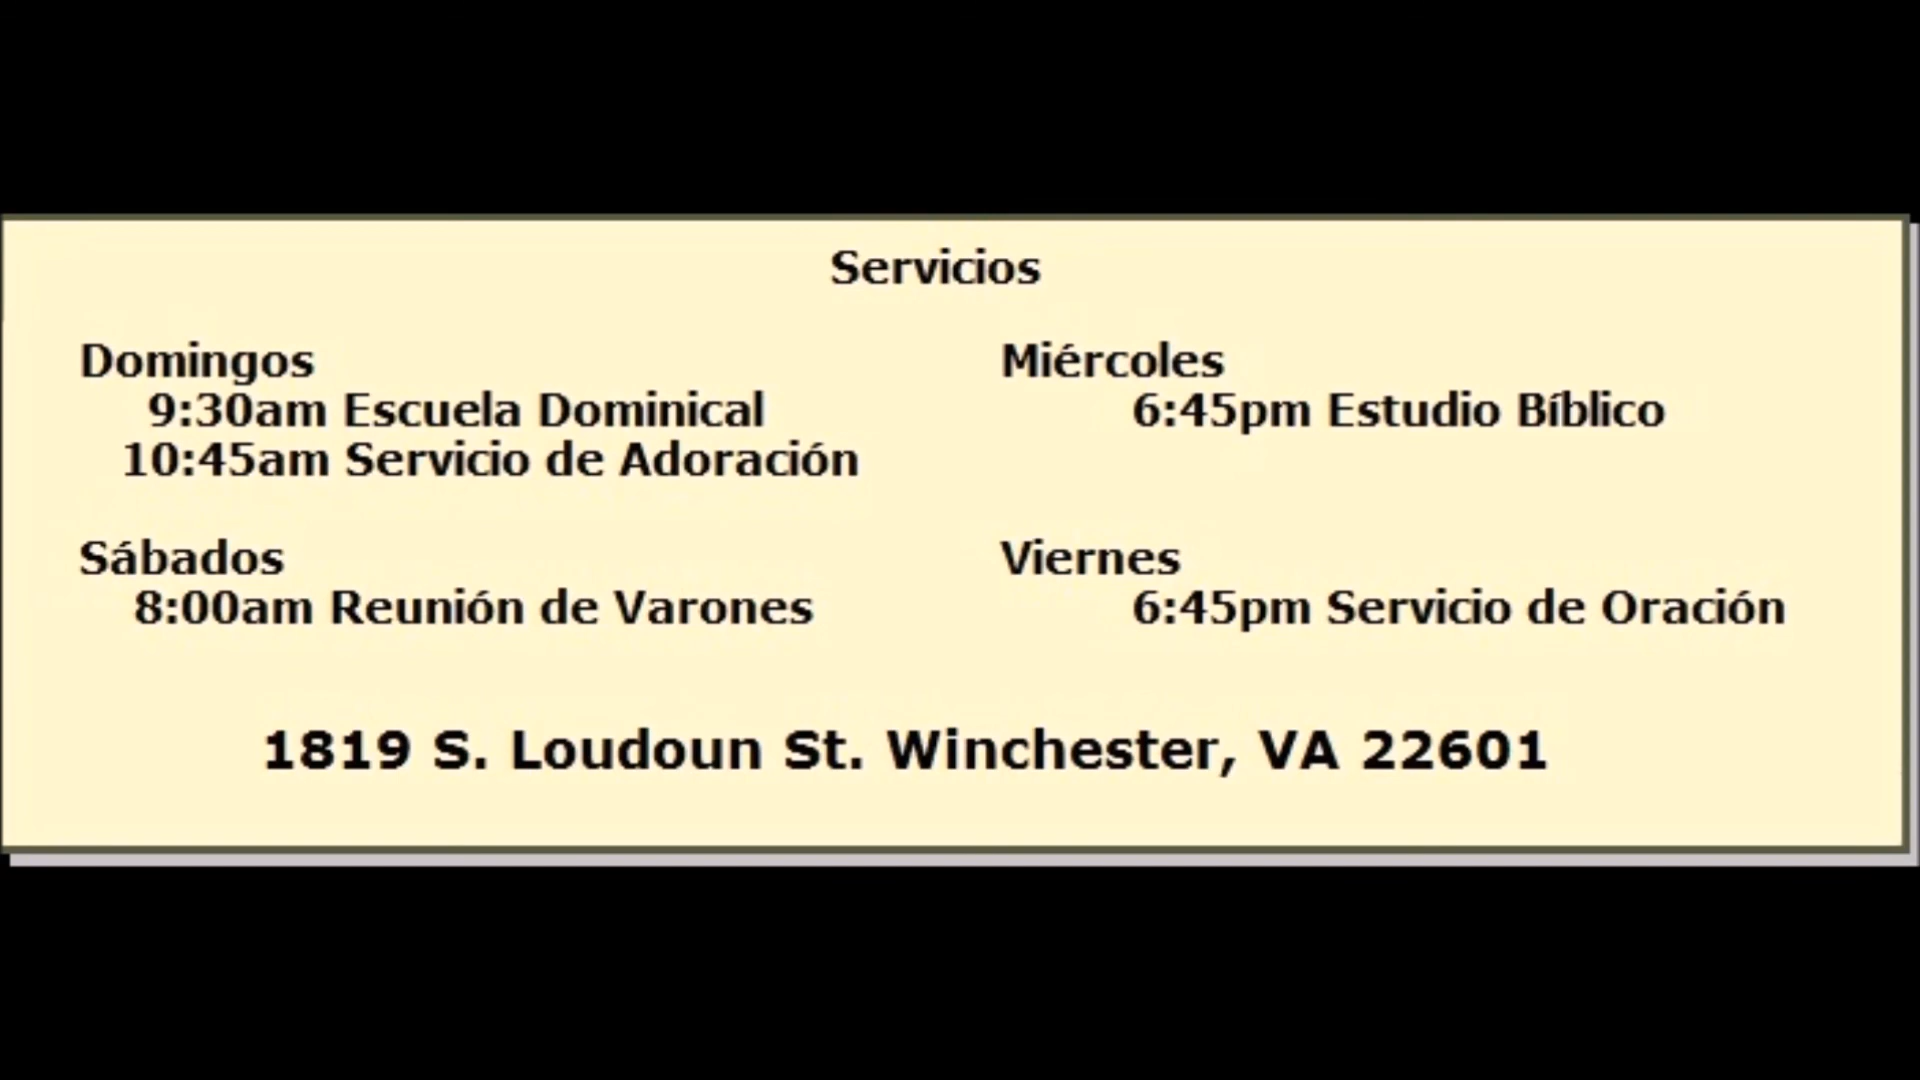 Servicios
Domingos
9:30am Escuela Dominical
10:45am Servicio de Adoración
Miércoles
6:45pm Estudio Bíblico
Sábados
8:00am Reunión de Varones
Viernes
6:45pm Servicio de Oración
1819 S. Loudoun St. Winchester, VA 22601